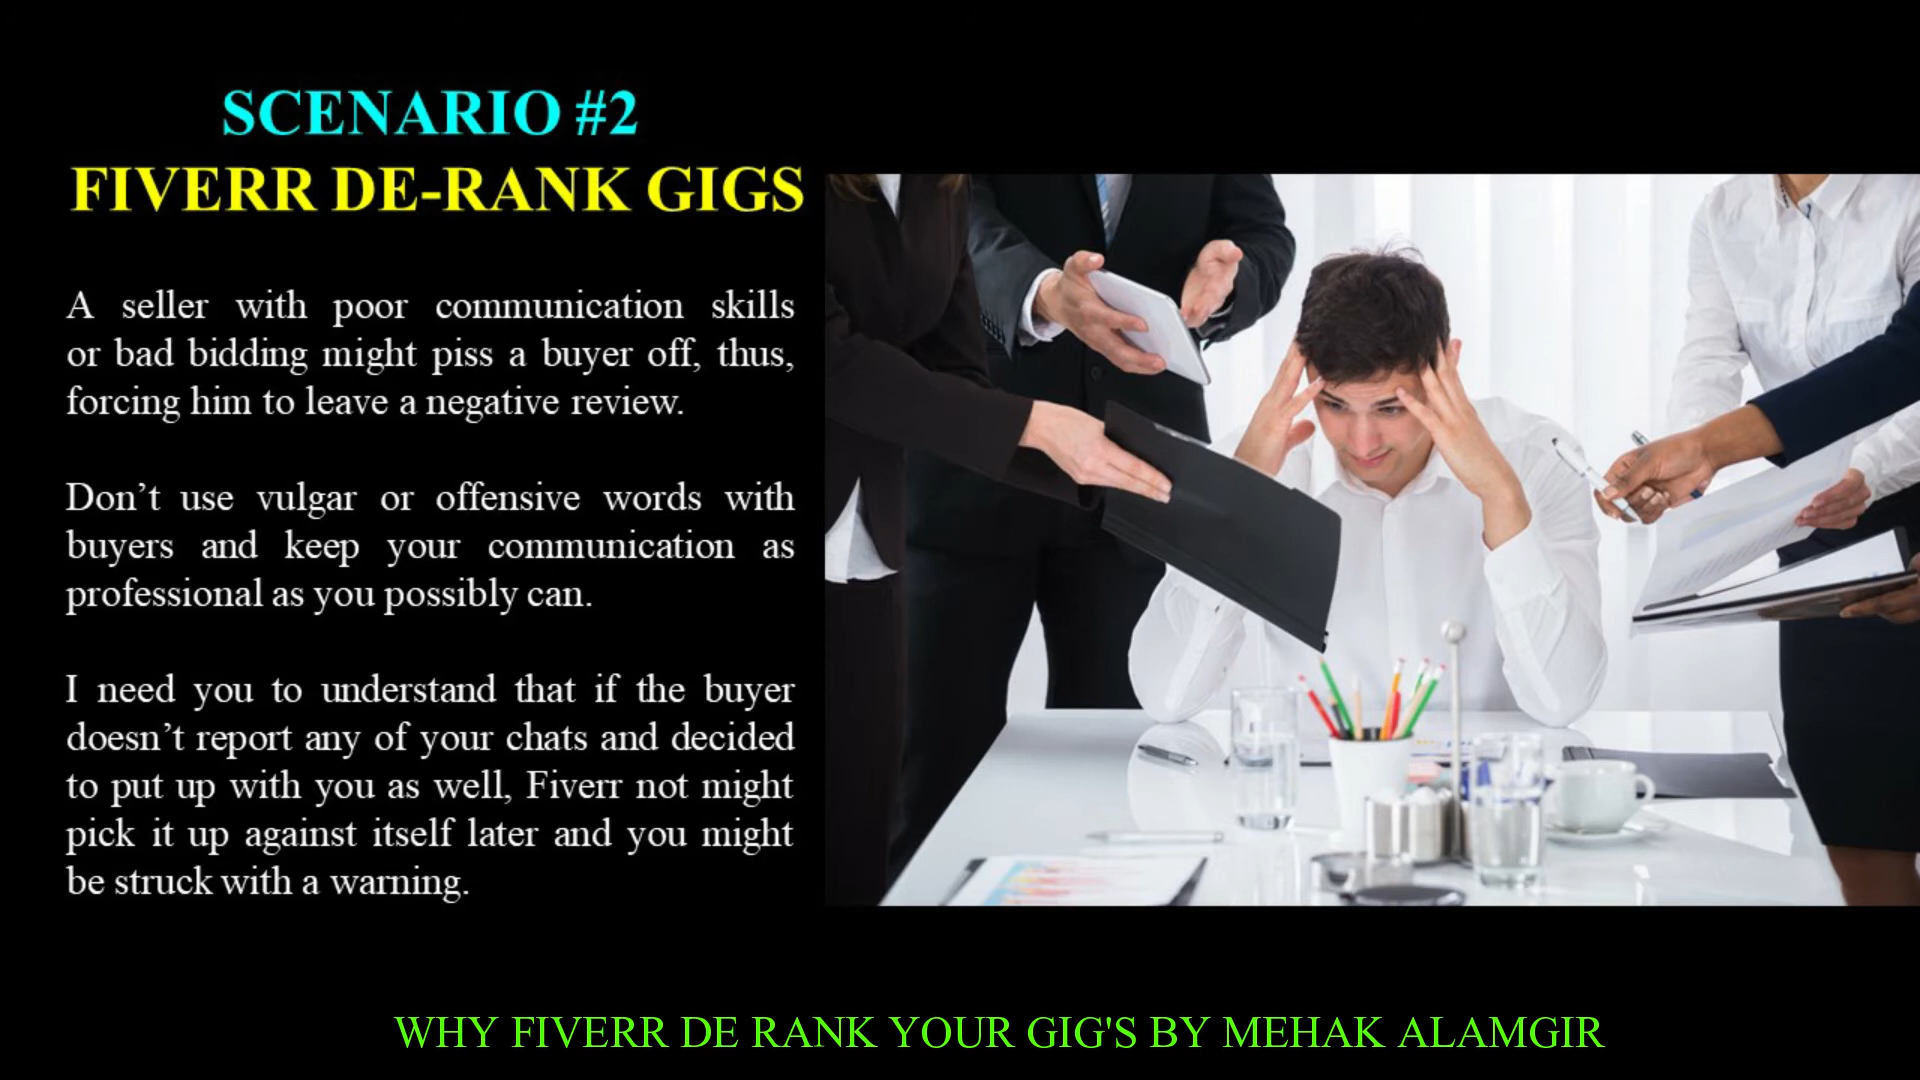 SCENARIO #2
FIVERR DE-RANK GIGS
A seller with poor communication skills
or bad bidding might piss a buyer off, thus,
forcing him to leave a negative review.
Don’t use vulgar or offensive words with
buyers and keep your communication as
professional as you possibly can.
I need you to understand that if the buyer
doesn’t report any of your chats and decided
to put up with you as well, Fiverr not might
pick it up against itself later and you might
be struck with a warning.
WHY FIVERR DE RANK YOUR GIG'S BY MEHAK ALAMGIR